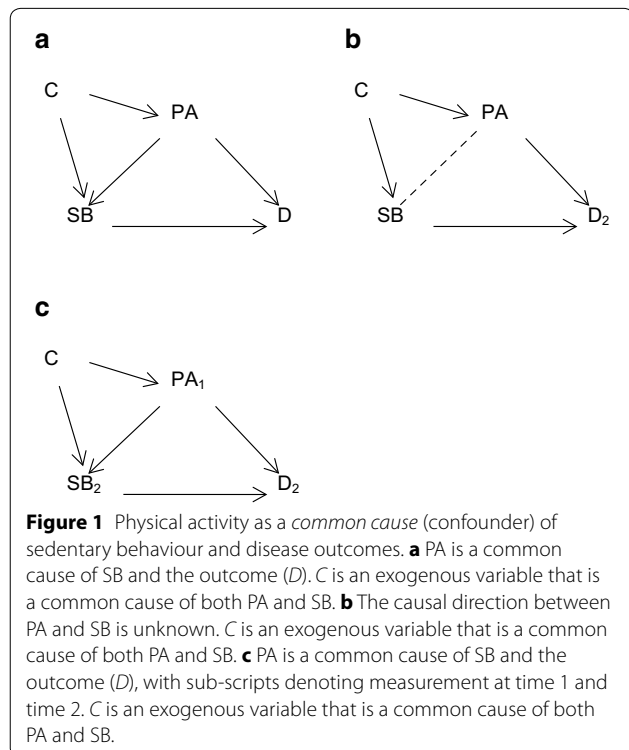 a
b
C
PA
SB
D
C
PA
SB
D₂
c
C
PA₁
SB₂
D₂
Figure 1 Physical activity as a common cause (confounder) of
sedentary behaviour and disease outcomes. a PA is a common
cause of SB and the outcome (D). C is an exogenous variable that is
a common cause of both PA and SB. b The causal direction between
PA and SB is unknown. C is an exogenous variable that is a common
cause of both PA and SB. c PA is a common cause of SB and the
outcome (D), with sub-scripts denoting measurement at time 1 and
time 2. C is an exogenous variable that is a common cause of both
PA and SB.